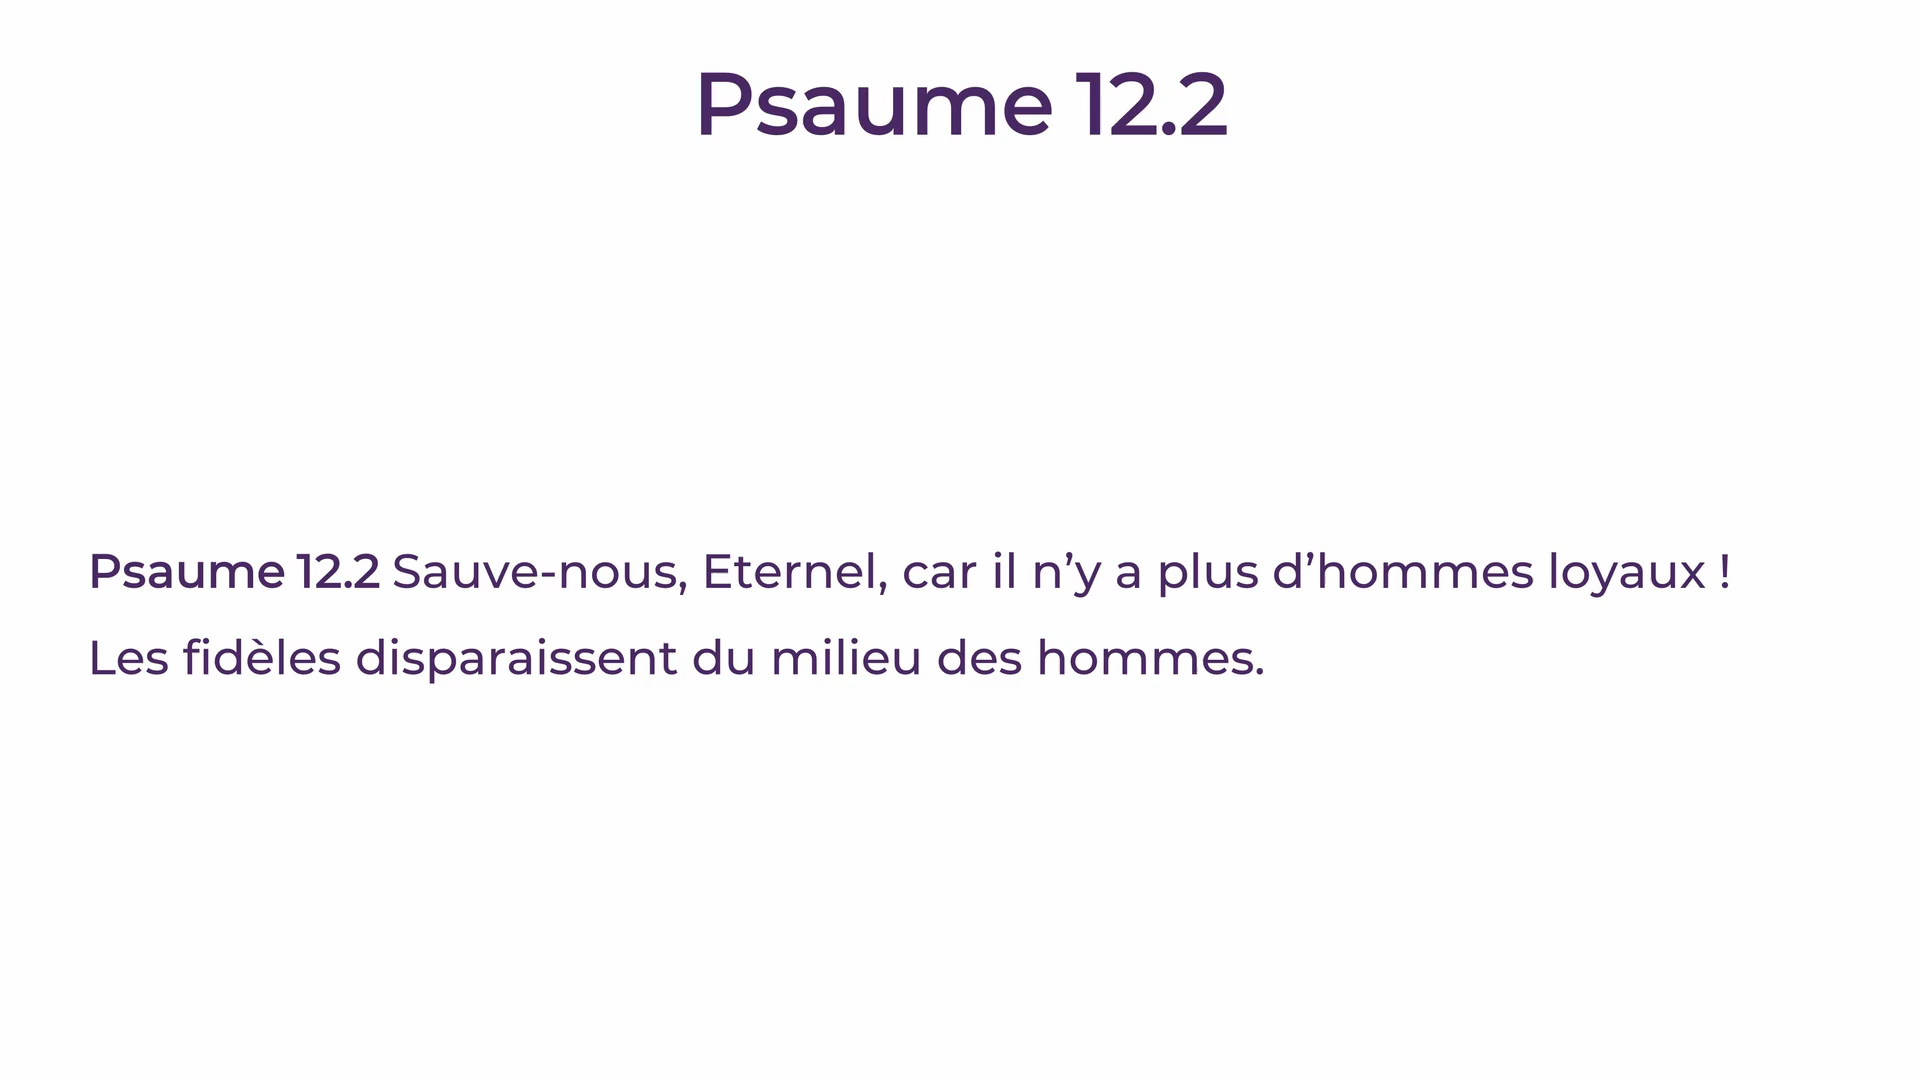 Psaume 12.2
Psaume 12.2 Sauve-nous, Eternel, car il n’y a plus d’hommes loyaux !
Les fidèles disparaissent du milieu des hommes.